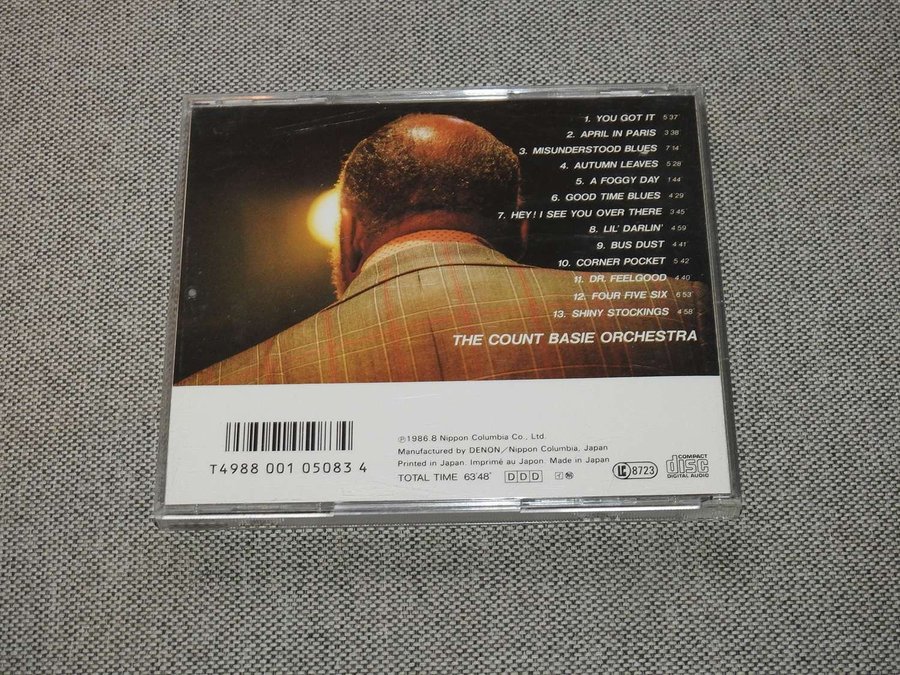 1. YOU GOT IT 5 37'
2. APRIL IN PARIS 3 38'
3. MISUNDERSTOOD BLUES 7 14'
4. AUTUMN LEAVES 5 28'
5. A FOGGY DAY 1 44'
6. GOOD TIME BLUES 4 29'
7. HEY! I SEE YOU OVER THERE 3 45'
8. LIL' DARLIN' 4 59'
9. BUS DUST 4 41'
10. CORNER POCKET 5 42
11. DR. FEELGOOD 4 40
12. FOUR FIVE SIX 6 53'
13. SHINY STOCKINGS 4 58'
THE COUNT BASIE ORCHESTRA
T4988 001 05083 4
℗1986.8 Nippon Columbia Co., Ltd.
Manufactured by DENON/Nippon Columbia, Japan
Printed in Japan. Imprimé au Japon. Made in Japan
TOTAL TIME 63'48" DDD
LC 8723
COMPACT
disc
DIGITAL AUDIO